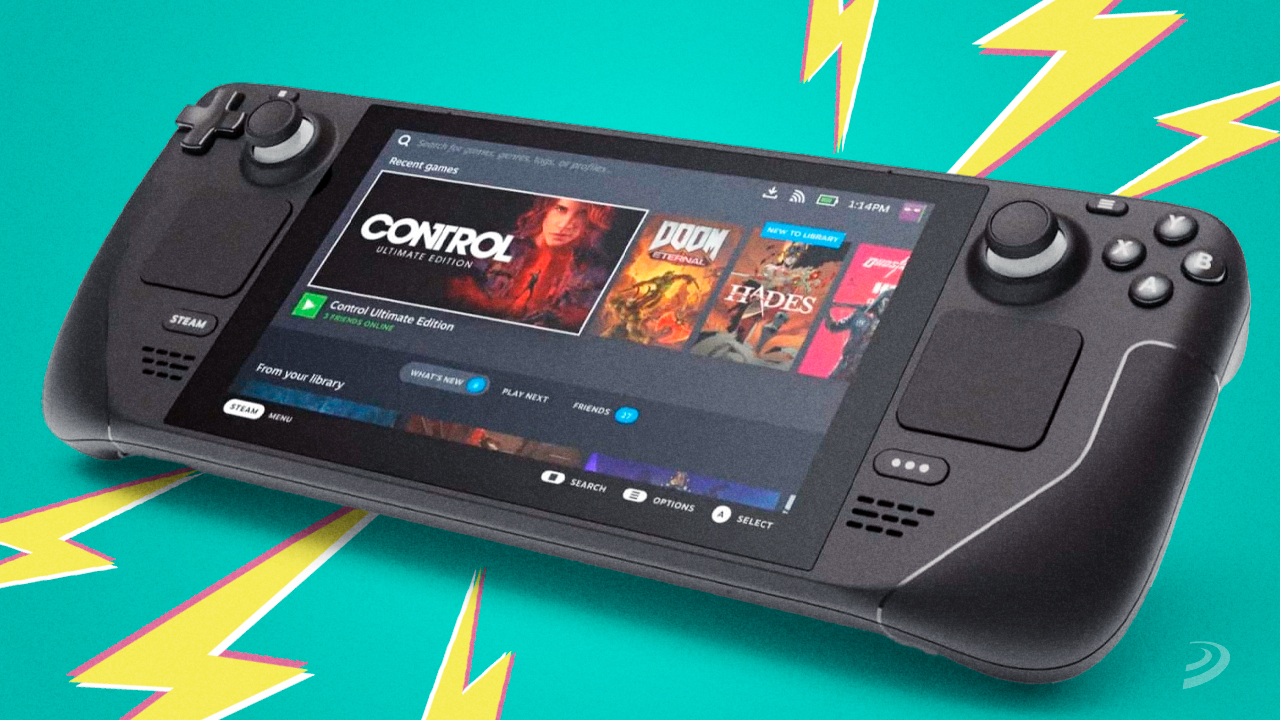 Search for games, genres, tags, or profiles...
Recent games
1:14PM
CONTROL
ULTIMATE EDITION
DOOM
ETERNAL
NEW TO LIBRARY
HADES
Control Ultimate Edition
3 FRIENDS ONLINE
From your library
WHAT'S NEW
PLAY NEXT
FRIENDS 27
STEAM MENU
SEARCH
OPTIONS
A SELECT
STEAM
Y
X
B
A